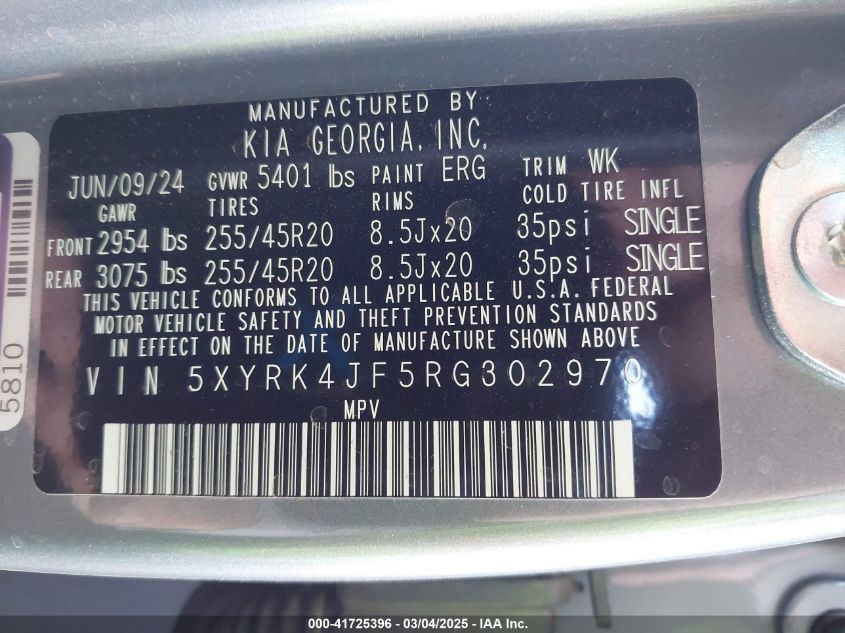 MANUFACTURED BY
KIA GEORGIA, INC.
JUN/09/24 GVWR 5401 lbs PAINT ERG TRIM WK
GAWR TIRES RIMS COLD TIRE INFL
FRONT 2954 lbs 255/45R20 8.5Jx20 35psi SINGLE
REAR 3075 lbs 255/45R20 8.5Jx20 35psi SINGLE
THIS VEHICLE CONFORMS TO ALL APPLICABLE U.S.A. FEDERAL
MOTOR VEHICLE SAFETY AND THEFT PREVENTION STANDARDS
IN EFFECT ON THE DATE OF MANUFACTURE SHOWN ABOVE
VIN 5XYRK4JF5RG302970
MPV
5810
000-41725396 - 03/04/2025 - IAA Inc.